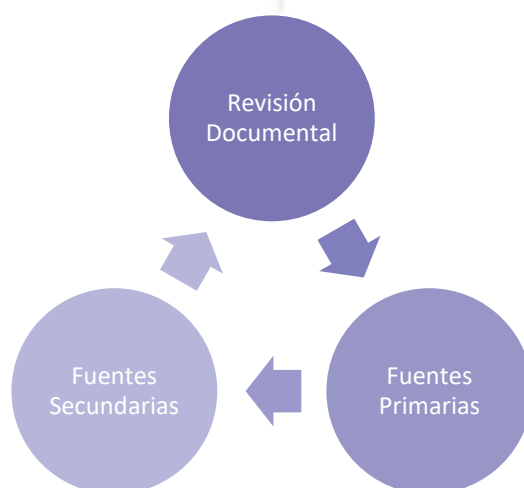 Revisión
Documental
Fuentes
Secundarias
Fuentes
Primarias